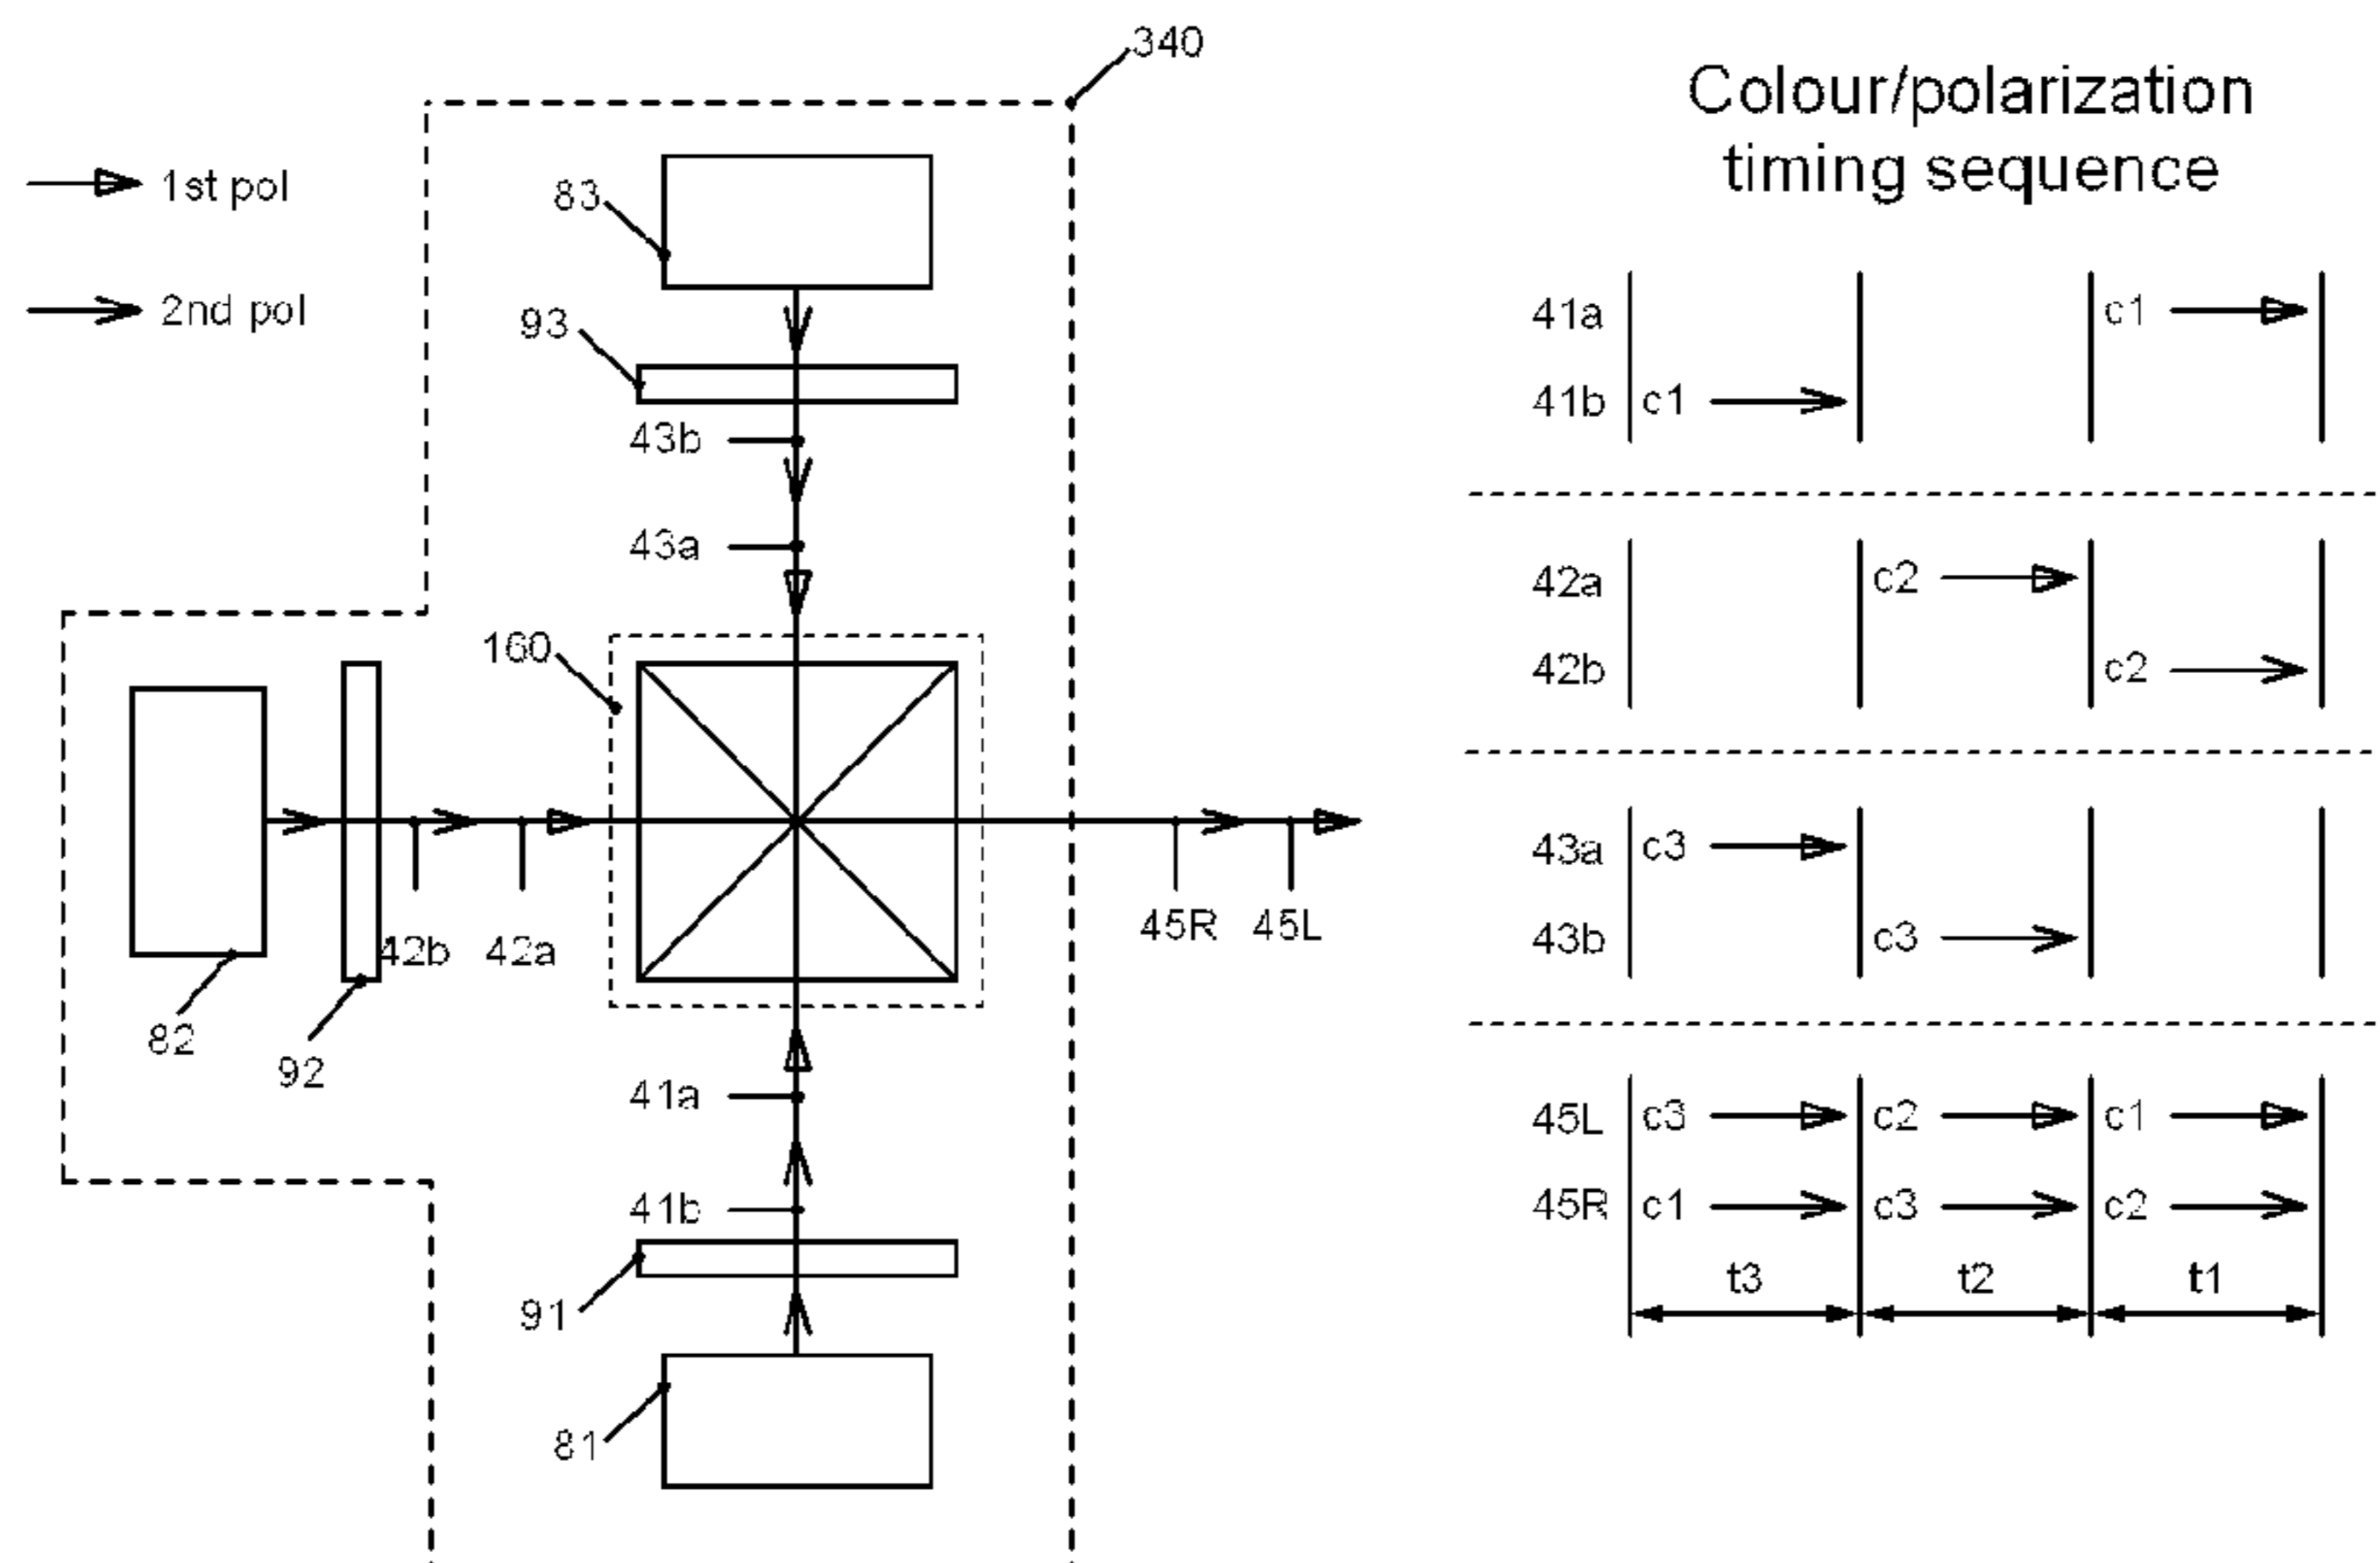 340
Colour/polarization
timing sequence
1st pol
2nd pol
83
93
43b
43a
160
42b 42a
82
92
45R 45L
41a
41b
91
81
41a c1
41b c1
42a c2
42b c2
43a c3
43b c3
45L c3 c2 c1
45R c1 c3 c2
t3 t2 t1